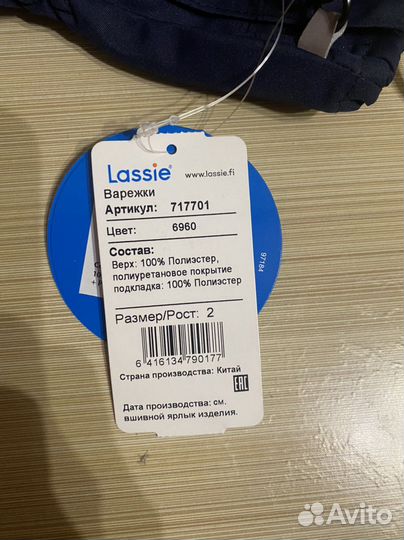 Lassie® www.lassie.fi
Варежки
Артикул: 717701
Цвет: 6960
Состав:
Верх: 100% Полиэстер,
полиуретановое покрытие
подкладка: 100% Полиэстер
Размер/Рост: 2
6 416134 790177
Страна производства: Китай
EAC
Дата производства: см.
вшивной ярлык изделия.
97184
Avito